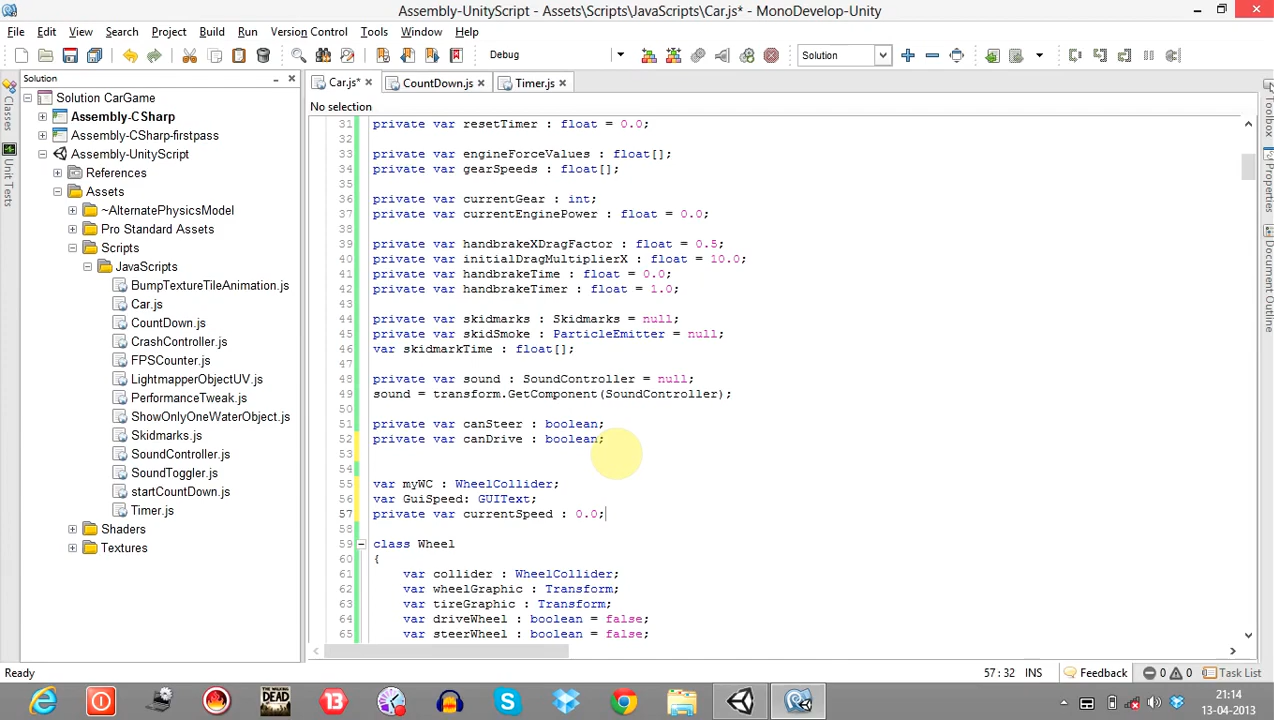 Assembly-UnityScript - Assets\Scripts\JavaScripts\Car.js* - MonoDevelop-Unity
File Edit View Search Project Build Run Version Control Tools Window Help
Debug
Solution
Solution
Car.js*
CountDown.js
Timer.js
No selection
Classes
Unit Tests
Toolbox
Properties
Document Outline
Solution CarGame
Assembly-CSharp
Assembly-CSharp-firstpass
Assembly-UnityScript
References
Assets
~AlternatePhysicsModel
Pro Standard Assets
Scripts
JavaScripts
BumpTextureTileAnimation.js
Car.js
CountDown.js
CrashController.js
FPSCounter.js
LightmapperObjectUV.js
PerformanceTweak.js
ShowOnlyOneWaterObject.js
Skidmarks.js
SoundController.js
SoundToggler.js
startCountDown.js
Timer.js
Shaders
Textures
31 private var resetTimer : float = 0.0;
32
33 private var engineForceValues : float[];
34 private var gearSpeeds : float[];
35
36 private var currentGear : int;
37 private var currentEnginePower : float = 0.0;
38
39 private var handbrakeXDragFactor : float = 0.5;
40 private var initialDragMultiplierX : float = 10.0;
41 private var handbrakeTime : float = 0.0;
42 private var handbrakeTimer : float = 1.0;
43
44 private var skidmarks : Skidmarks = null;
45 private var skidSmoke : ParticleEmitter = null;
46 var skidmarkTime : float[];
47
48 private var sound : SoundController = null;
49 sound = transform.GetComponent(SoundController);
50
51 private var canSteer : boolean;
52 private var canDrive : boolean;
53
54
55 var myWC : WheelCollider;
56 var GuiSpeed: GUIText;
57 private var currentSpeed : 0.0;
58
59 class Wheel
60 {
61 var collider : WheelCollider;
62 var wheelGraphic : Transform;
63 var tireGraphic : Transform;
64 var driveWheel : boolean = false;
65 var steerWheel : boolean = false;
Ready
57 : 32 INS
Feedback
0 0
Task List
THE WALKING DEAD
13
21:14
13-04-2013